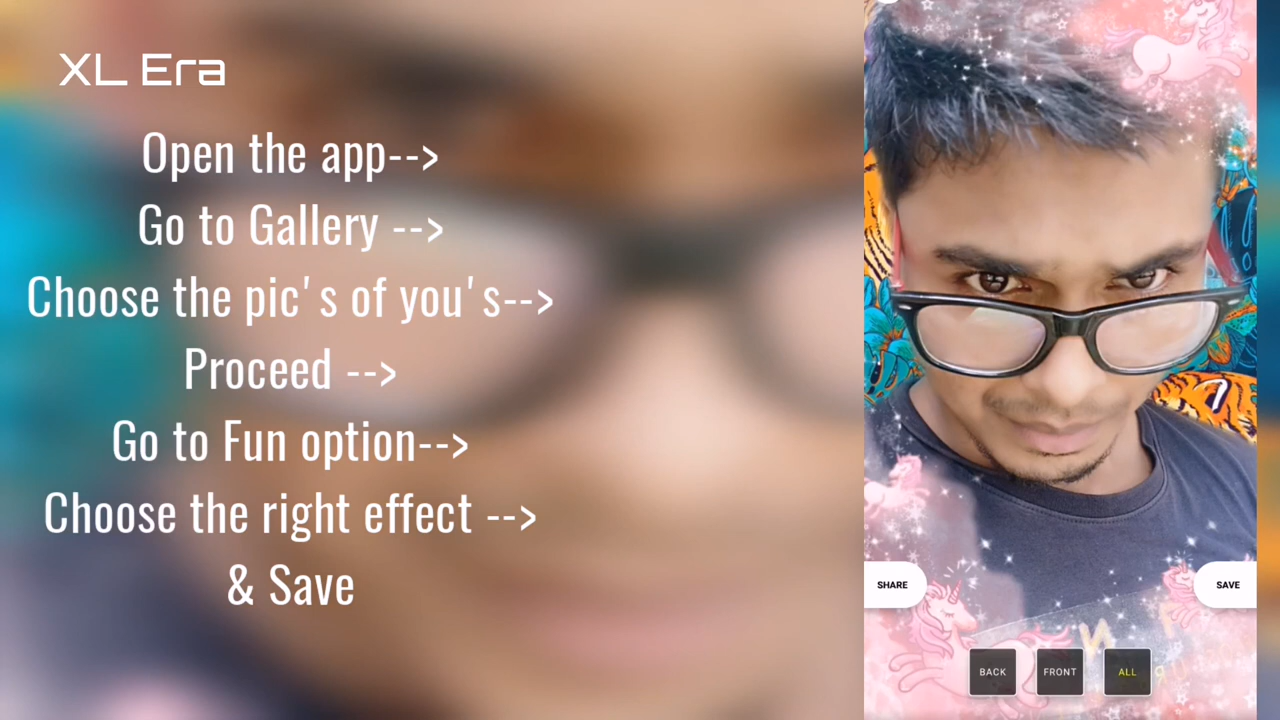 XL Era
Open the app-->
Go to Gallery -->
Choose the pic's of you's-->
Proceed -->
Go to Fun option-->
Choose the right effect -->
& Save
SHARE
SAVE
BACK
FRONT
ALL